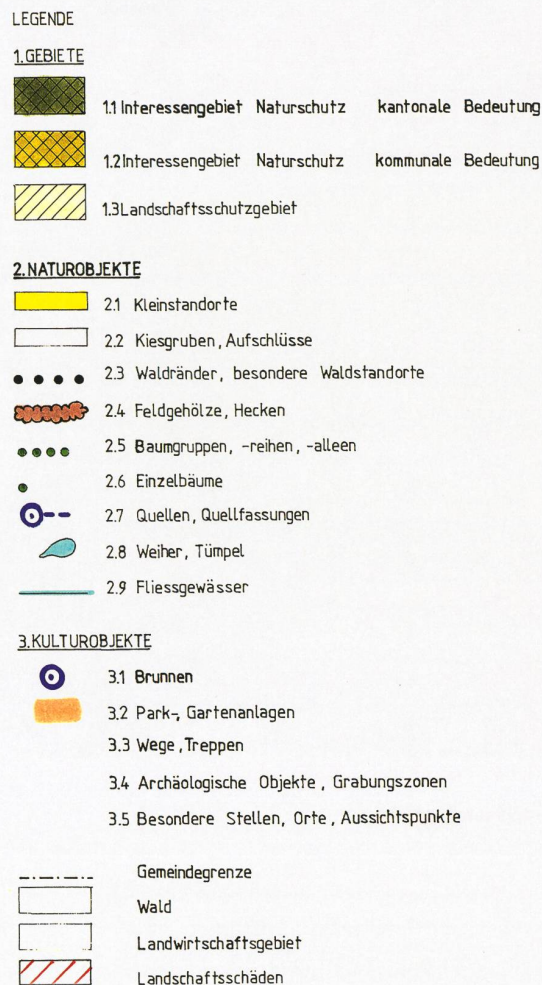 LEGENDE
1.GEBIETE
1.1 Interessengebiet Naturschutz kantonale Bedeutung
1.2 Interessengebiet Naturschutz kommunale Bedeutung
1.3 Landschaftsschutzgebiet
2.NATUROBJEKTE
2.1 Kleinstandorte
2.2 Kiesgruben, Aufschlüsse
2.3 Waldränder, besondere Waldstandorte
2.4 Feldgehölze, Hecken
2.5 Baumgruppen, -reihen, -alleen
2.6 Einzelbäume
2.7 Quellen, Quellfassungen
2.8 Weiher, Tümpel
2.9 Fliessgewässer
3.KULTUROBJEKTE
3.1 Brunnen
3.2 Park-, Gartenanlagen
3.3 Wege, Treppen
3.4 Archäologische Objekte, Grabungszonen
3.5 Besondere Stellen, Orte, Aussichtspunkte
Gemeindegrenze
Wald
Landwirtschaftsgebiet
Landschaftsschäden